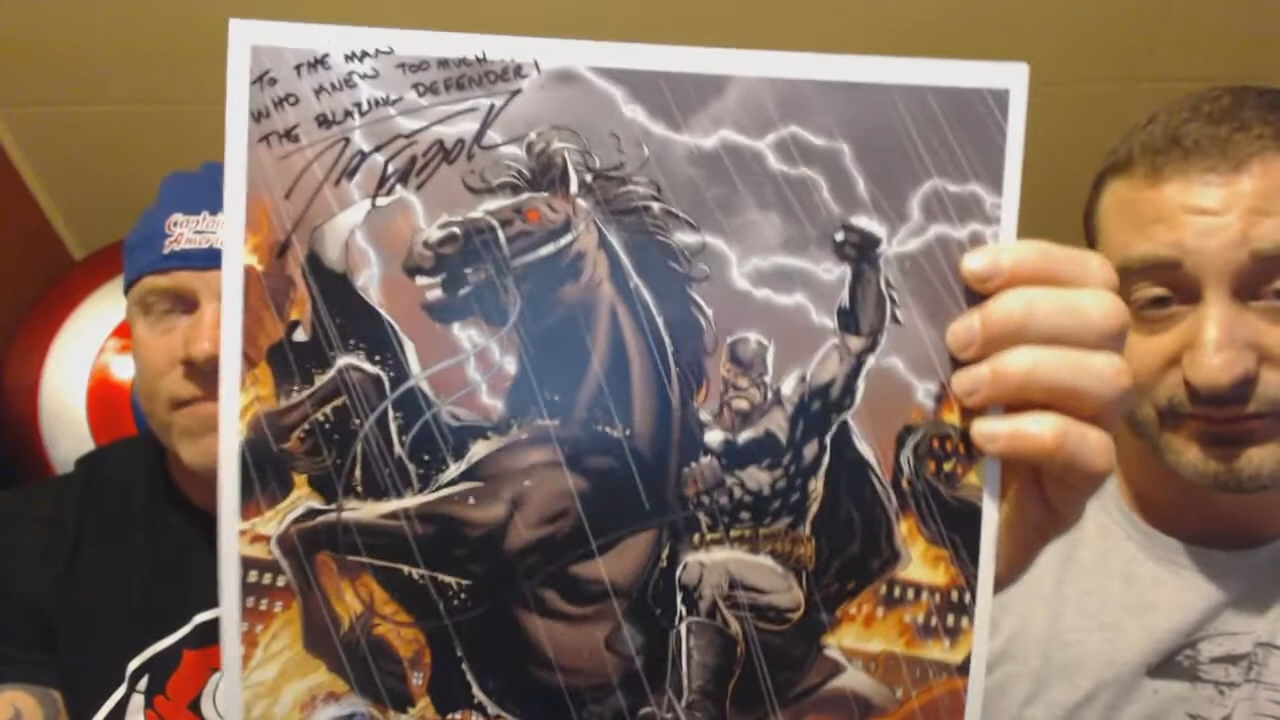 TO THE MAN
WHO KNEW TOO MUCH...
THE BLAZING DEFENDER!
Captain
America